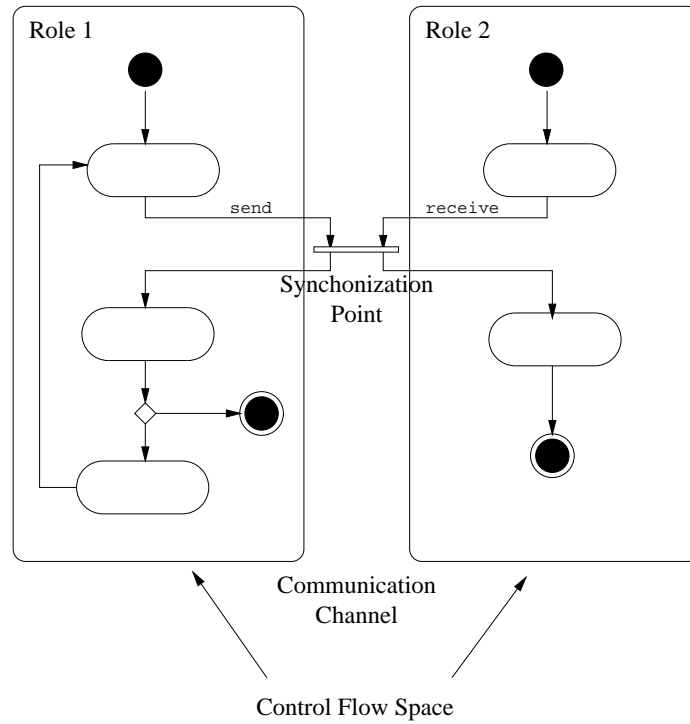 Role 1
Role 2
send
receive
Synchonization
Point
Communication
Channel
Control Flow Space